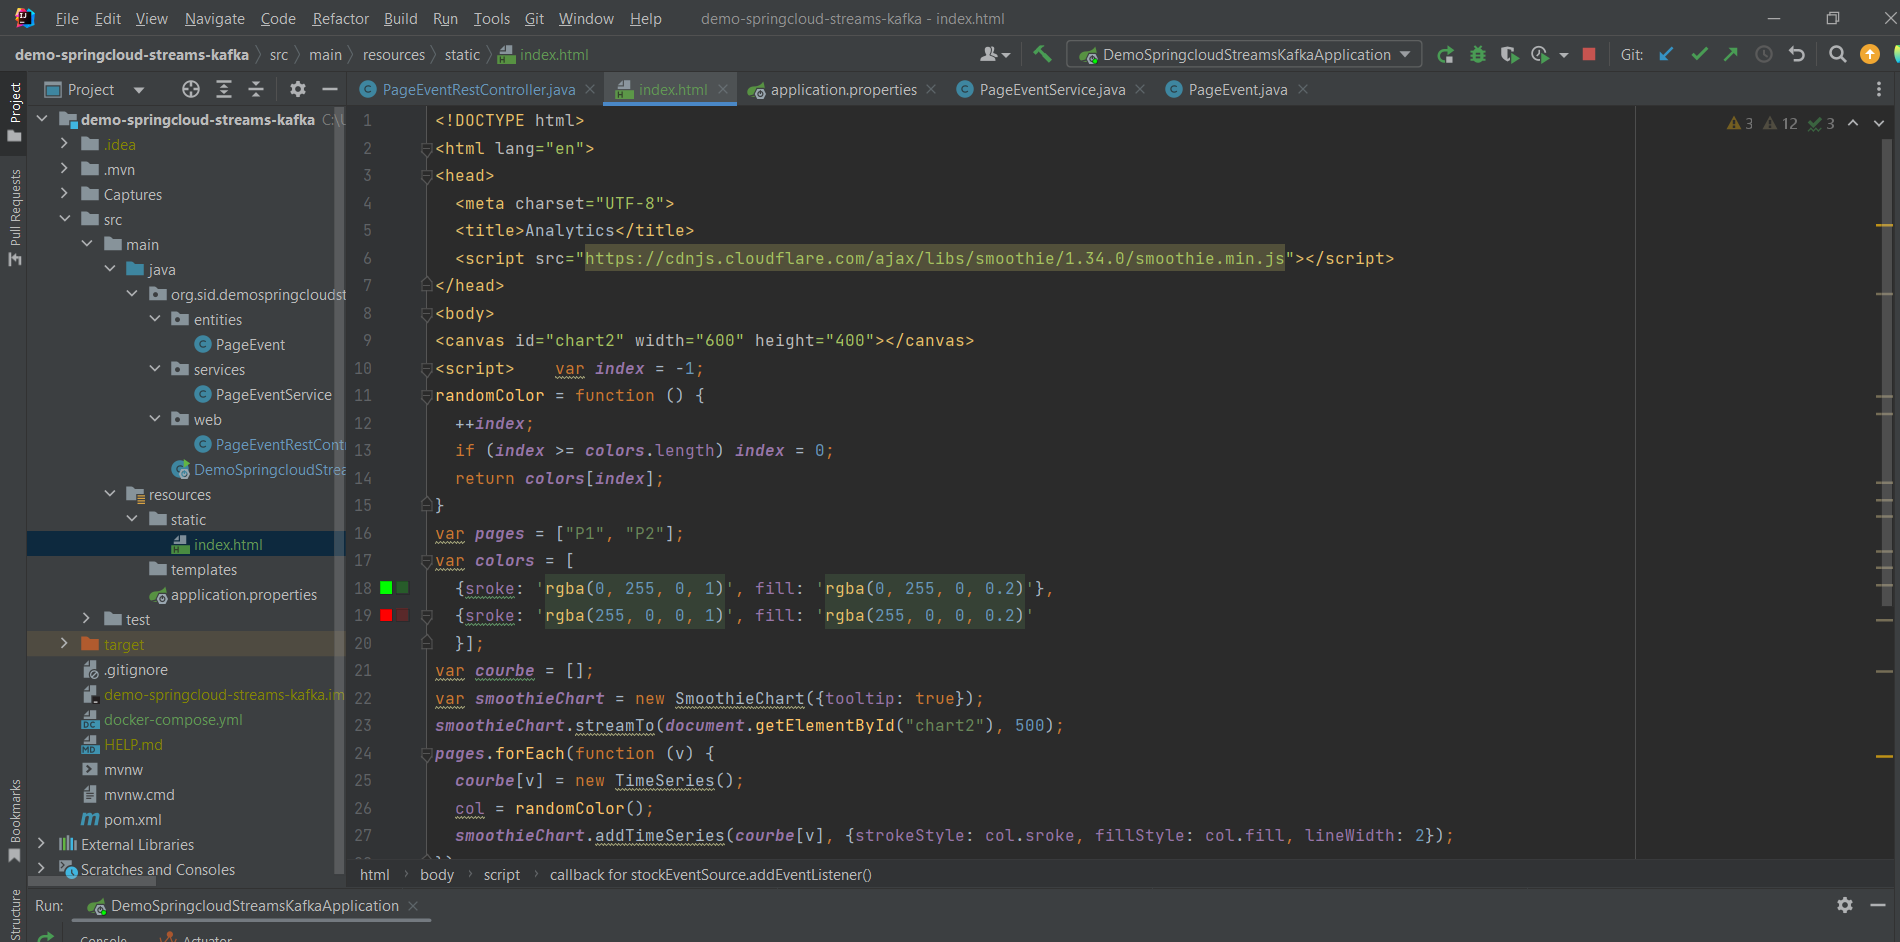 File Edit View Navigate Code Refactor Build Run Tools Git Window Help demo-springcloud-streams-kafka - index.html
demo-springcloud-streams-kafka src main resources static index.html DemoSpringcloudStreamsKafkaApplication Git:
Project PageEventRestController.java index.html application.properties PageEventService.java PageEvent.java
Project
Pull Requests
Bookmarks
Structure
demo-springcloud-streams-kafka C:\U
.idea
.mvn
Captures
src
main
java
org.sid.demospringcloudst
entities
PageEvent
services
PageEventService
web
PageEventRestCont
DemoSpringcloudStrea
resources
static
index.html
templates
application.properties
test
target
.gitignore
demo-springcloud-streams-kafka.im
docker-compose.yml
HELP.md
mvnw
mvnw.cmd
pom.xml
External Libraries
Scratches and Consoles
3 12 3
1 <!DOCTYPE html>
2 <html lang="en">
3 <head>
4 <meta charset="UTF-8">
5 <title>Analytics</title>
6 <script src="https://cdnjs.cloudflare.com/ajax/libs/smoothie/1.34.0/smoothie.min.js"></script>
7 </head>
8 <body>
9 <canvas id="chart2" width="600" height="400"></canvas>
10 <script> var index = -1;
11 randomColor = function () {
12 ++index;
13 if (index >= colors.length) index = 0;
14 return colors[index];
15 }
16 var pages = ["P1", "P2"];
17 var colors = [
18 {sroke: 'rgba(0, 255, 0, 1)', fill: 'rgba(0, 255, 0, 0.2)'},
19 {sroke: 'rgba(255, 0, 0, 1)', fill: 'rgba(255, 0, 0, 0.2)'
20 }];
21 var courbe = [];
22 var smoothieChart = new SmoothieChart({tooltip: true});
23 smoothieChart.streamTo(document.getElementById("chart2"), 500);
24 pages.forEach(function (v) {
25 courbe[v] = new TimeSeries();
26 col = randomColor();
27 smoothieChart.addTimeSeries(courbe[v], {strokeStyle: col.sroke, fillStyle: col.fill, lineWidth: 2});
html body script callback for stockEventSource.addEventListener()
Run: DemoSpringcloudStreamsKafkaApplication
Console Actuator